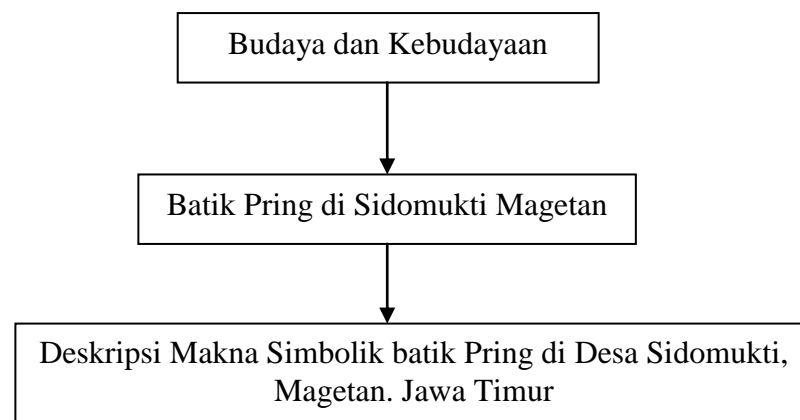 Budaya dan Kebudayaan
Batik Pring di Sidomukti Magetan
Deskripsi Makna Simbolik batik Pring di Desa Sidomukti,
Magetan. Jawa Timur